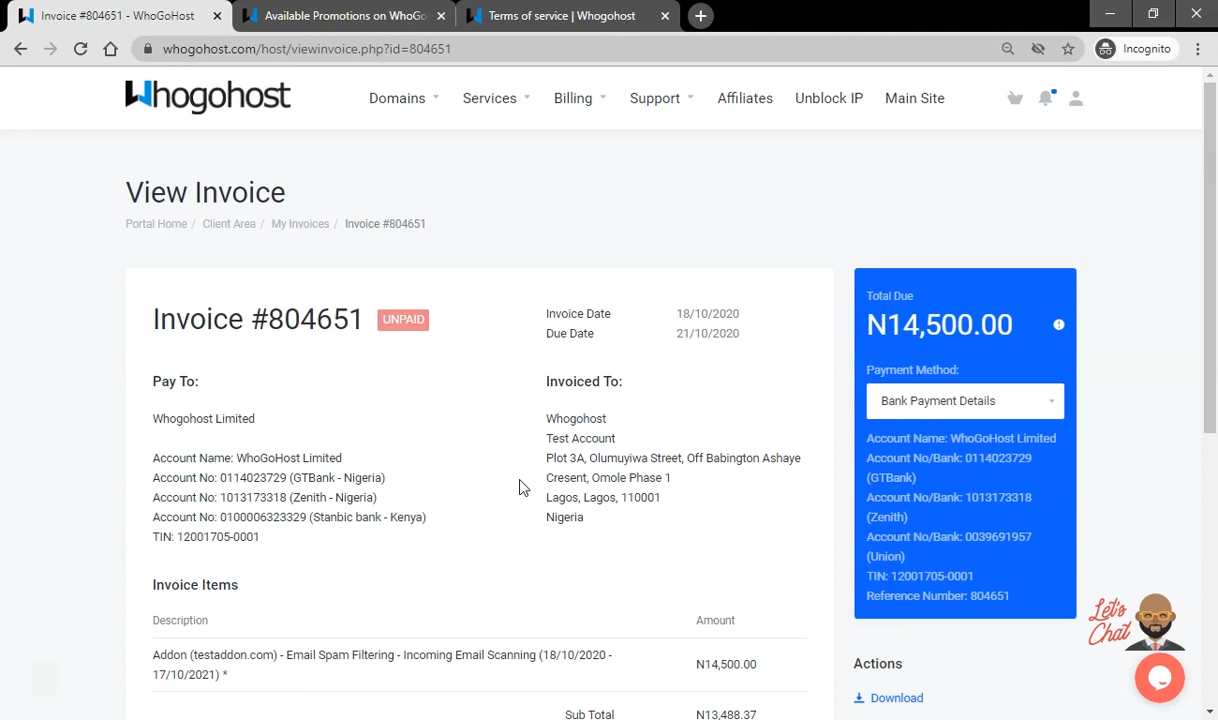 Invoice #804651 - WhoGoHost
Available Promotions on WhoGo
Terms of service | Whogohost
whogohost.com/host/viewinvoice.php?id=804651
Incognito
Whogohost
Domains
Services
Billing
Support
Affiliates
Unblock IP
Main Site
View Invoice
Portal Home / Client Area / My Invoices / Invoice #804651
Invoice #804651 UNPAID
Invoice Date 18/10/2020
Due Date 21/10/2020
Pay To:
Whogohost Limited
Account Name: WhoGoHost Limited
Account No: 0114023729 (GTBank - Nigeria)
Account No: 1013173318 (Zenith - Nigeria)
Account No: 0100006323329 (Stanbic bank - Kenya)
TIN: 12001705-0001
Invoiced To:
Whogohost
Test Account
Plot 3A, Olumuyiwa Street, Off Babington Ashaye
Cresent, Omole Phase 1
Lagos, Lagos, 110001
Nigeria
Invoice Items
Description Amount
Addon (testaddon.com) - Email Spam Filtering - Incoming Email Scanning (18/10/2020 -
17/10/2021) *
N14,500.00
Sub Total N13,488.37
Total Due
N14,500.00
Payment Method:
Bank Payment Details
Account Name: WhoGoHost Limited
Account No/Bank: 0114023729
(GTBank)
Account No/Bank: 1013173318
(Zenith)
Account No/Bank: 0039691957
(Union)
TIN: 12001705-0001
Reference Number: 804651
Let's
Chat
Actions
Download